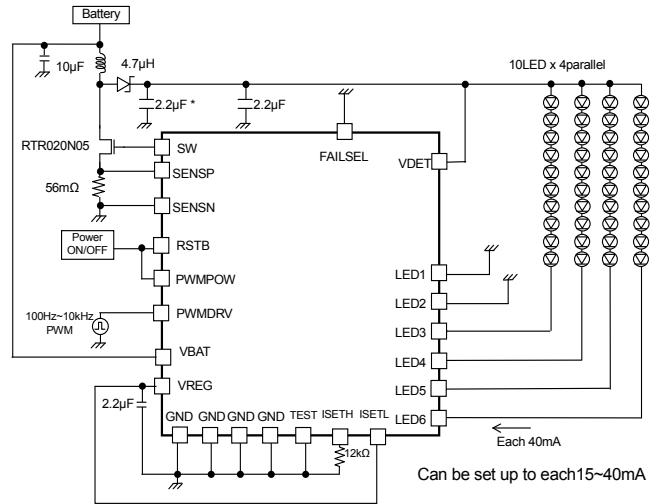 Battery
10µF
4.7µH
2.2µF *
2.2µF
10LED x 4parallel
RTR020N05
SW
FAILSEL
VDET
SENSP
56mΩ
SENSN
Power
ON/OFF
RSTB
PWMPOW
LED1
LED2
100Hz~10kHz
PWM
PWMDRV
LED3
VBAT
LED4
VREG
LED5
2.2µF
GND GND GND GND TEST ISETH ISETL
LED6
12kΩ
Each 40mA
Can be set up to each15~40mA